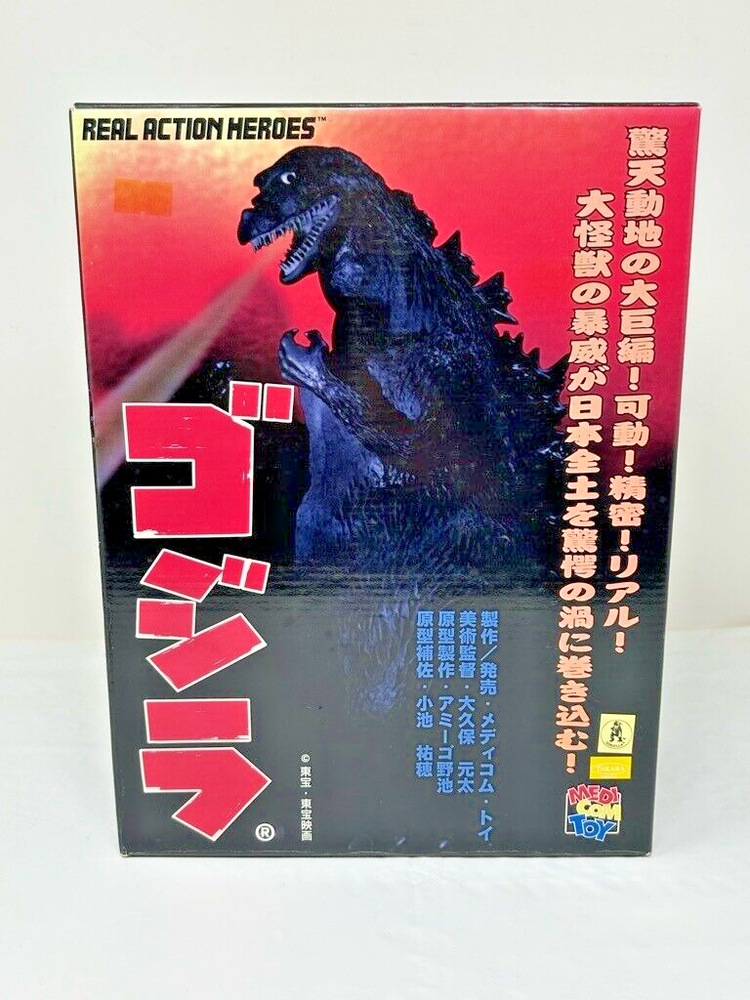 REAL ACTION HEROES™
驚天動地の大巨編！可動！精密！リアル！
大怪獣の暴威が日本全土を驚愕の渦に巻き込む！
ゴジラ®
製作／発売・メディコム・トイ
美術監督・大久保 元太
原型製作・アミーゴ野池
原型補佐・小池 祐穂
©東宝・東宝映画
TAKARA
MEDI
COM
TOY